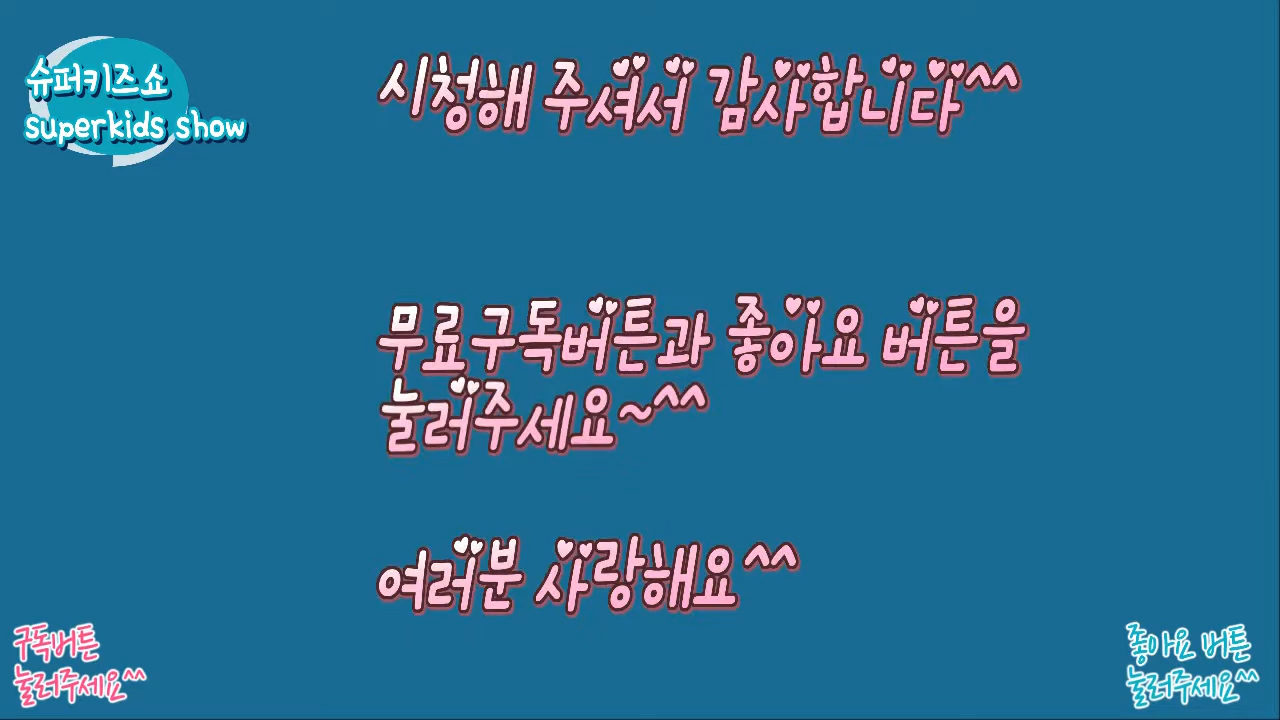 슈퍼키즈쇼
superkids show
시청해 주셔서 감사합니다^^
무료구독버튼과 좋아요 버튼을
눌러주세요~^^
여러분 사랑해요^^
구독버튼
눌러주세요^^
좋아요 버튼
눌러주세요^^